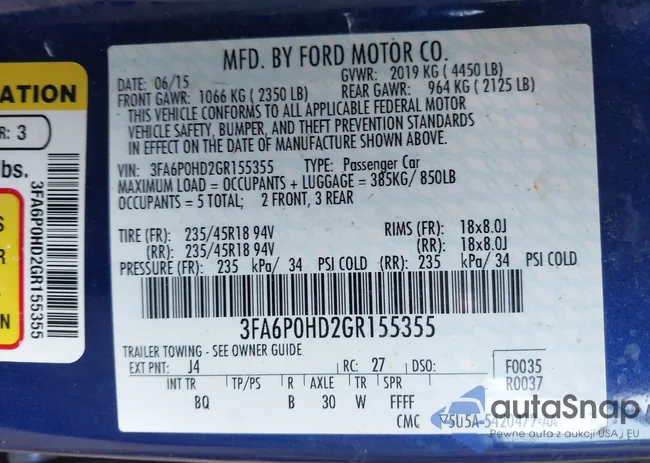 MFD. BY FORD MOTOR CO.
DATE: 06/15 GVWR: 2019 KG ( 4450 LB)
FRONT GAWR: 1066 KG ( 2350 LB) REAR GAWR: 964 KG ( 2125 LB)
THIS VEHICLE CONFORMS TO ALL APPLICABLE FEDERAL MOTOR
VEHICLE SAFETY, BUMPER, AND THEFT PREVENTION STANDARDS
IN EFFECT ON THE DATE OF MANUFACTURE SHOWN ABOVE.
VIN: 3FA6P0HD2GR155355 TYPE: Passenger Car
MAXIMUM LOAD = OCCUPANTS + LUGGAGE = 385KG/ 850LB
OCCUPANTS = 5 TOTAL; 2 FRONT, 3 REAR
TIRE (FR): 235/45R18 94V RIMS (FR): 18x8.0J
(RR): 235/45R18 94V (RR): 18x8.0J
PRESSURE (FR): 235 kPa/ 34 PSI COLD (RR): 235 kPa/ 34 PSI COLD
3FA6P0HD2GR155355
TRAILER TOWING - SEE OWNER GUIDE
EXT PNT: J4 RC: 27 DSO: F0035
R0037
INT TR TP/PS R AXLE TR SPR
BQ B 30 W FFFF
CMC
ATION
R: 3
lbs.
3FA6P0HD2GR155355
S
R
N
autoSnap
Pewne auta z aukcji USA i EU